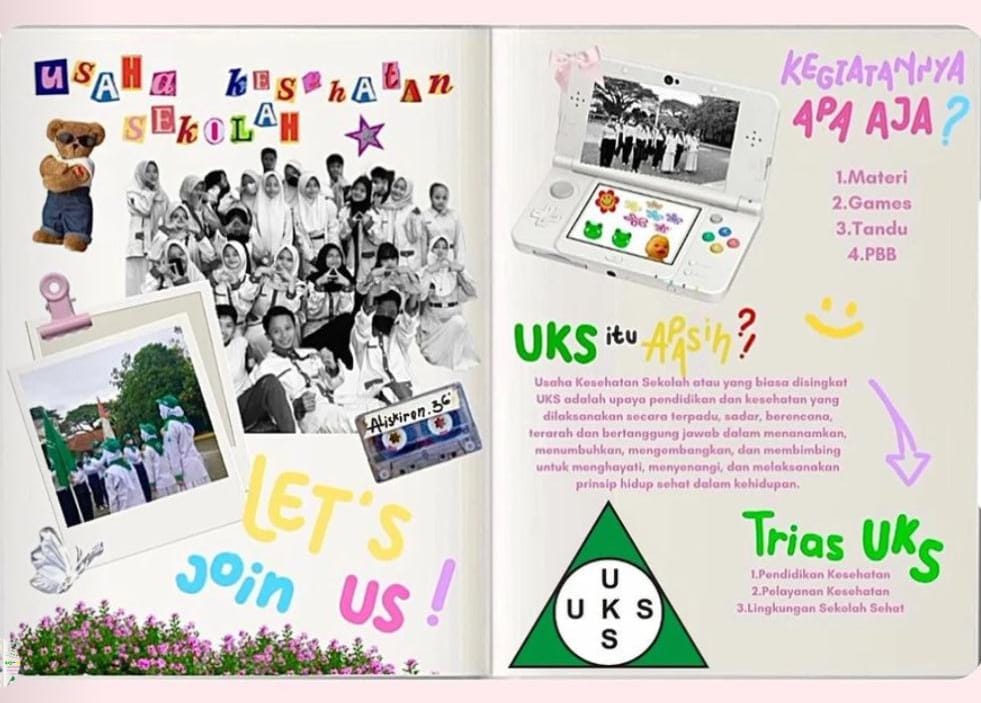 USAHA KESEHATAN
SEKOLAH
Aliskiren.36
LET'S
JOIN US!
KEGIATANNYA
APA AJA?
1.Materi
2.Games
3.Tandu
4.PBB
UKS itu APA sih?
Usaha Kesehatan Sekolah atau yang biasa disingkat
UKS adalah upaya pendidikan dan kesehatan yang
dilaksanakan secara terpadu, sadar, berencana,
terarah dan bertanggung jawab dalam menanamkan,
menumbuhkan, mengembangkan, dan membimbing
untuk menghayati, menyenangi, dan melaksanakan
prinsip hidup sehat dalam kehidupan.
U
UKS
S
Trias UKS
1.Pendidikan Kesehatan
2.Pelayanan Kesehatan
3.Lingkungan Sekolah Sehat